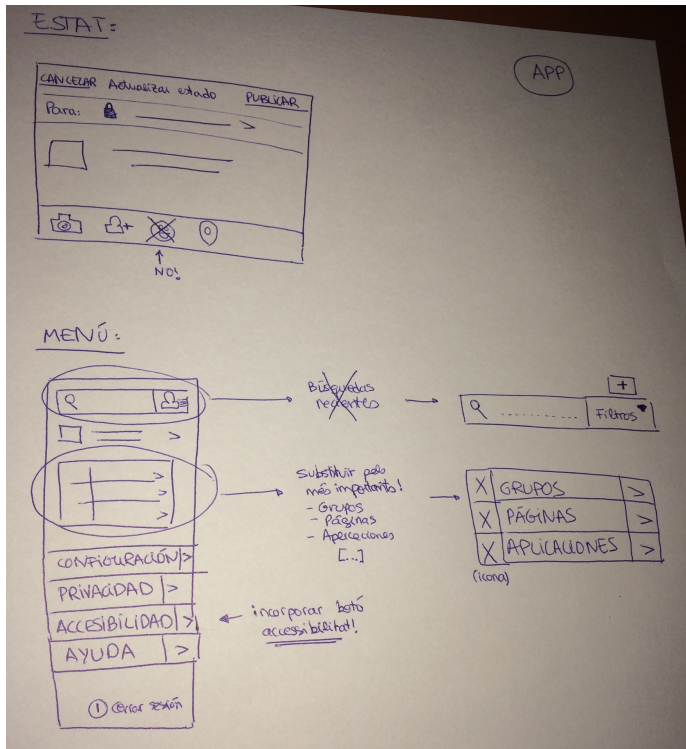 ESTAT:
APP
CANCELAR Actualizar estado PUBLICAR
Para:
NO!
MENÚ:
Búsquedas
recientes
+
Filtros
Substituir pels
més importants!
- Grupos
- Páginas
- Aplicaciones
[...]
X GRUPOS >
X PÁGINAS >
X APLICACIONES >
(icona)
CONFIGURACIÓN >
PRIVACIDAD >
ACCESIBILIDAD >
AYUDA >
incorporar botó
accessibilitat!
Cerrar sesión